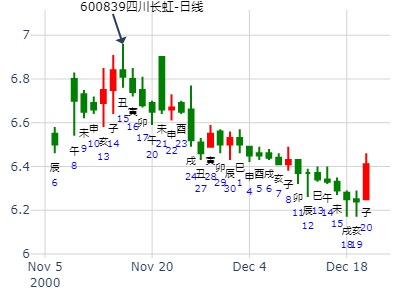 600839四川长虹-日线
7
6.8
6.6
6.4
6.2
6
辰
6
午
8
未
9
申
10
亥
13
子
14
丑
15
寅
16
卯
17
午
20
未
21
申
22
酉
23
戌
24
丑
27
寅
28
卯
29
辰
30
巳
1
申
4
酉
5
戌
6
亥
7
子
8
卯
11
辰
12
巳
13
午
14
未
15
戌
18
亥
19
子
20
Nov 5
2000
Nov 20
Dec 4
Dec 18